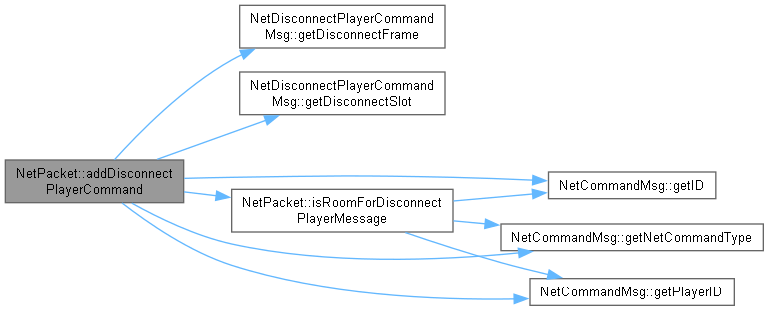 NetDisconnectPlayerCommand
Msg::getDisconnectFrame
NetDisconnectPlayerCommand
Msg::getDisconnectSlot
NetPacket::addDisconnect
PlayerCommand
NetCommandMsg::getID
NetPacket::isRoomForDisconnect
PlayerMessage
NetCommandMsg::getNetCommandType
NetCommandMsg::getPlayerID